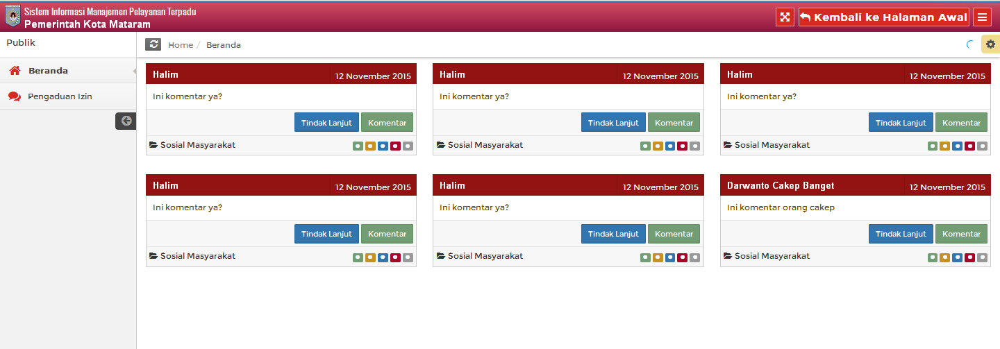 Sistem Informasi Manajemen Pelayanan Terpadu
Pemerintah Kota Mataram
Kembali ke Halaman Awal
Publik
Home / Beranda
Beranda
Pengaduan Izin
Halim 12 November 2015
Ini komentar ya?
Tindak Lanjut Komentar
Sosial Masyarakat
Halim 12 November 2015
Ini komentar ya?
Tindak Lanjut Komentar
Sosial Masyarakat
Halim 12 November 2015
Ini komentar ya?
Tindak Lanjut Komentar
Sosial Masyarakat
Halim 12 November 2015
Ini komentar ya?
Tindak Lanjut Komentar
Sosial Masyarakat
Halim 12 November 2015
Ini komentar ya?
Tindak Lanjut Komentar
Sosial Masyarakat
Darwanto Cakep Banget 12 November 2015
Ini komentar orang cakep
Tindak Lanjut Komentar
Sosial Masyarakat